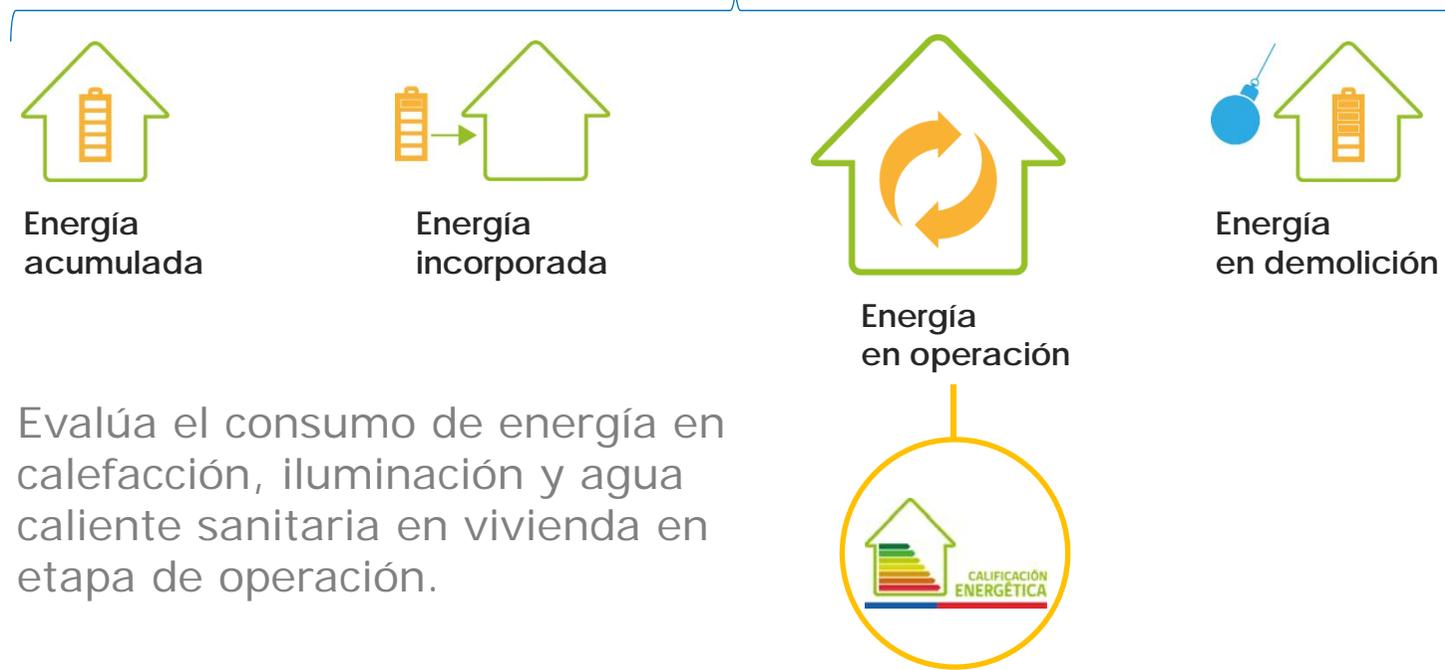 Energía
acumulada
Energía
incorporada
Energía
en operación
Energía
en demolición
Evalúa el consumo de energía en
calefacción, iluminación y agua
caliente sanitaria en vivienda en
etapa de operación.
CALIFICACIÓN
ENERGÉTICA